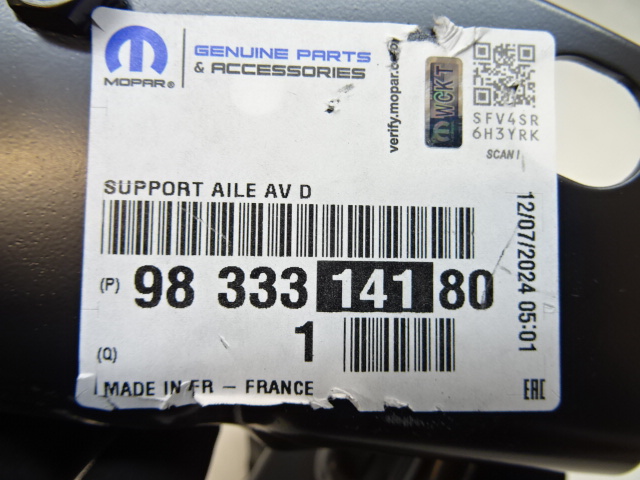 MOPAR®
GENUINE PARTS
& ACCESSORIES
verify.mopar.
WCKT
SFV4SR
6H3YRK
SCAN!
SUPPORT AILE AV D
(P) 98 333 141 80
(Q) 1
MADE IN FR - FRANCE
12/07/2024 05:01
EAC